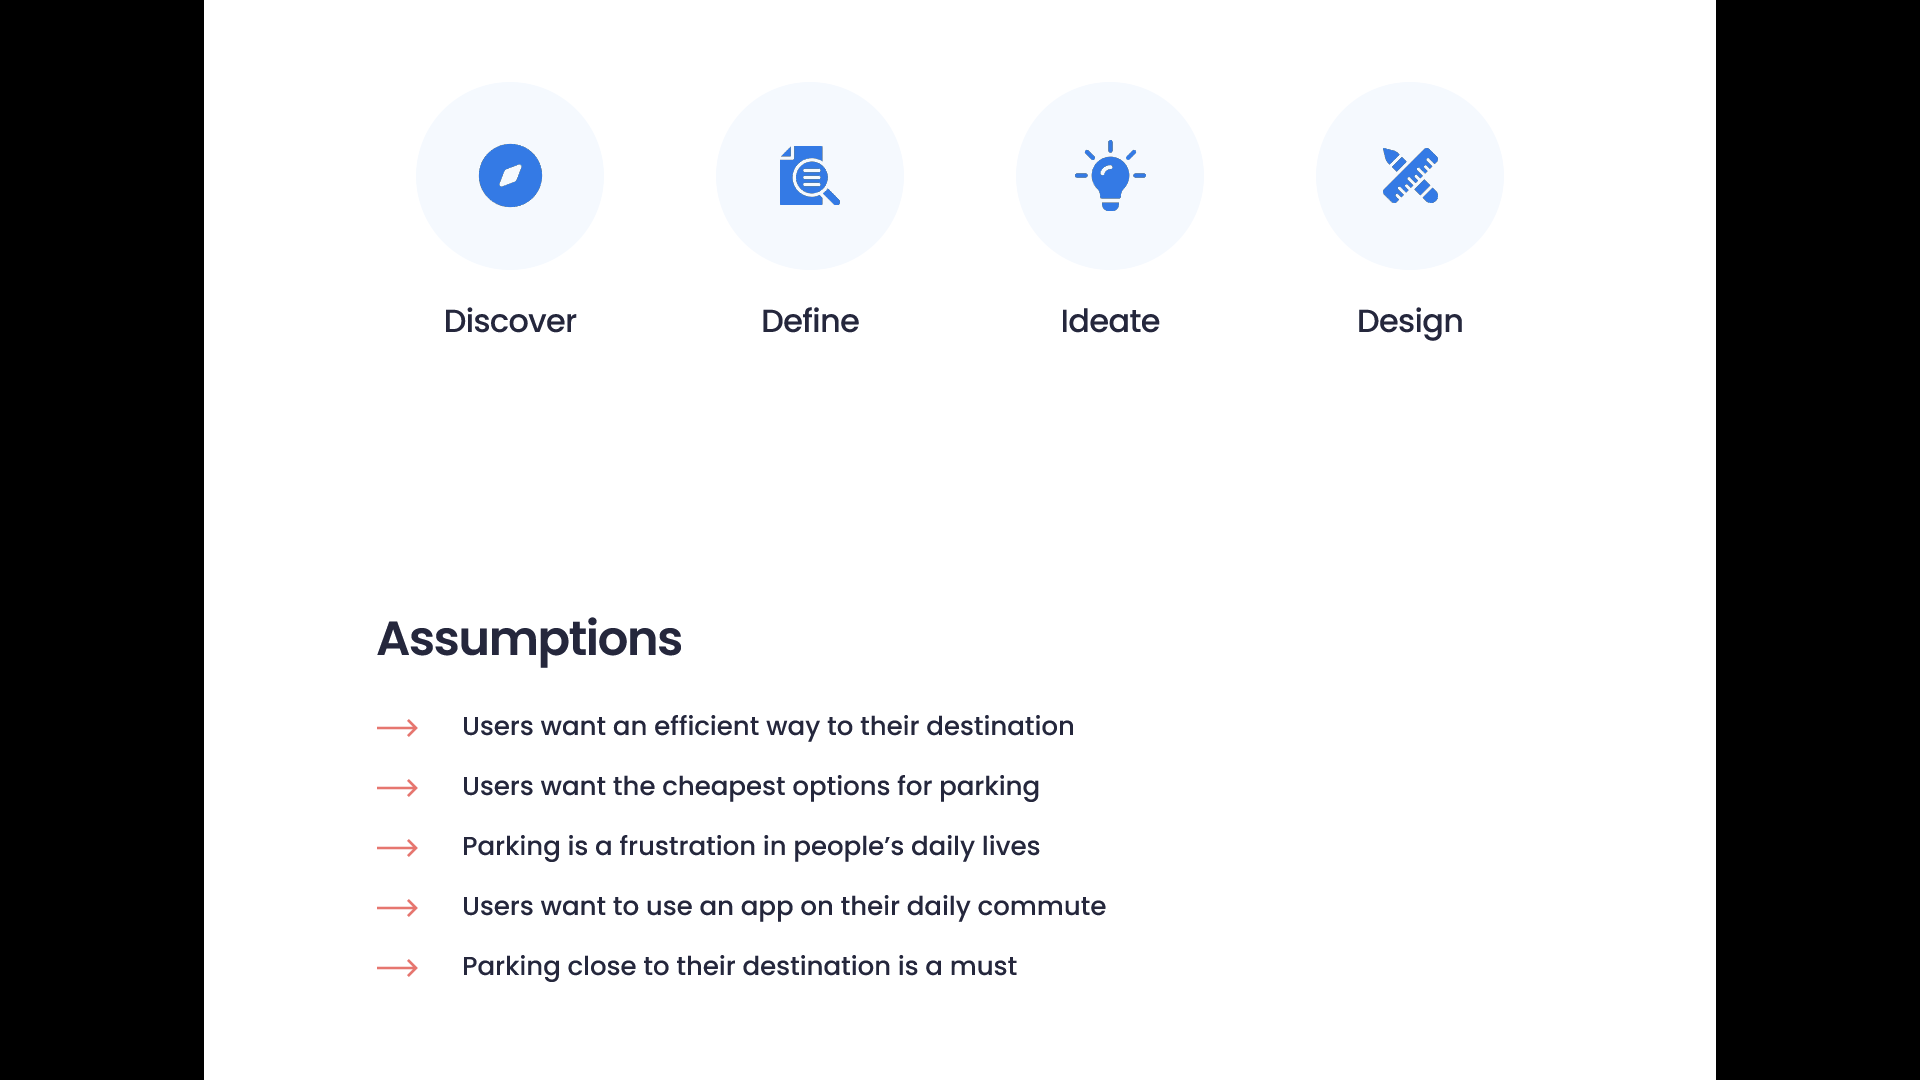 Discover
Define
Ideate
Design
Assumptions
Users want an efficient way to their destination
Users want the cheapest options for parking
Parking is a frustration in people’s daily lives
Users want to use an app on their daily commute
Parking close to their destination is a must